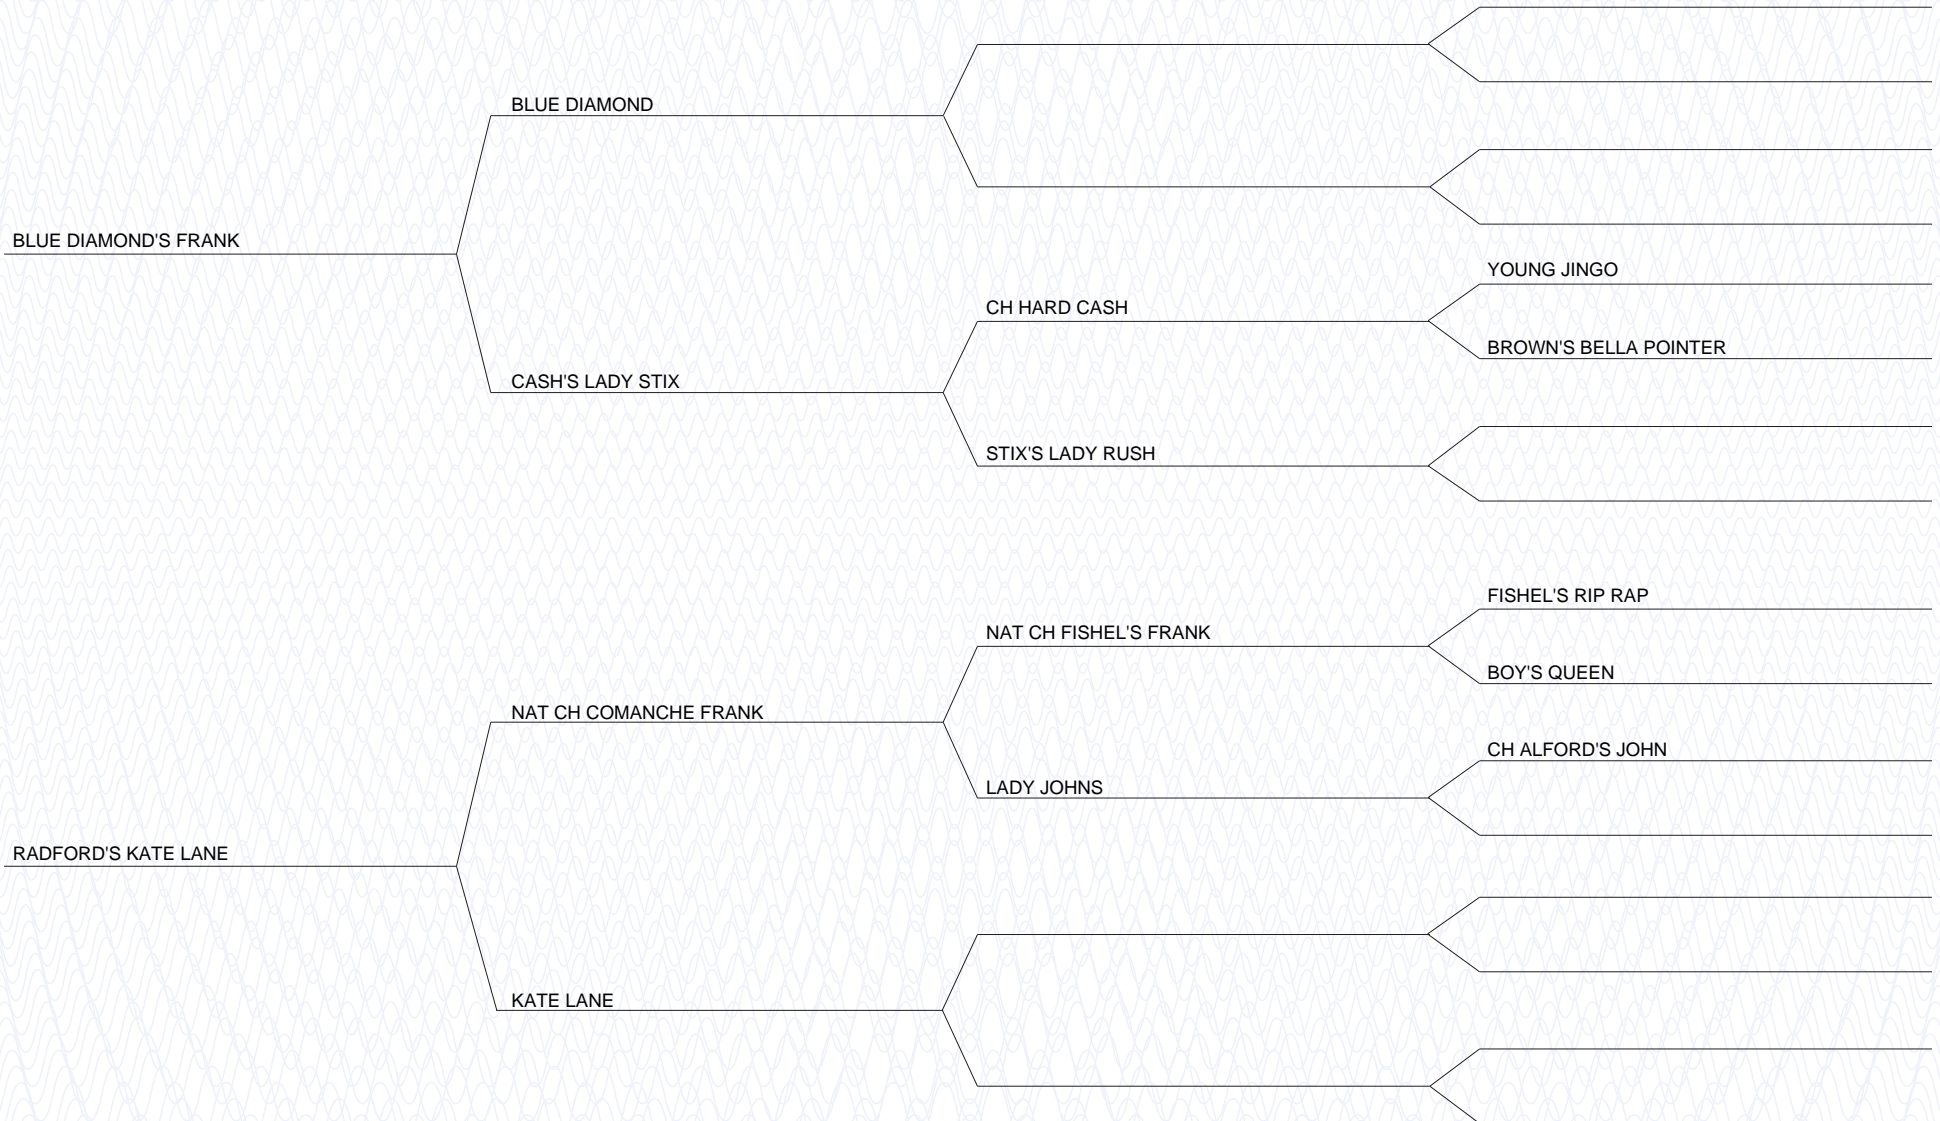 BLUE DIAMOND'S FRANK
BLUE DIAMOND
CASH'S LADY STIX
CH HARD CASH
YOUNG JINGO
BROWN'S BELLA POINTER
STIX'S LADY RUSH
RADFORD'S KATE LANE
NAT CH COMANCHE FRANK
NAT CH FISHEL'S FRANK
FISHEL'S RIP RAP
BOY'S QUEEN
LADY JOHNS
CH ALFORD'S JOHN
KATE LANE